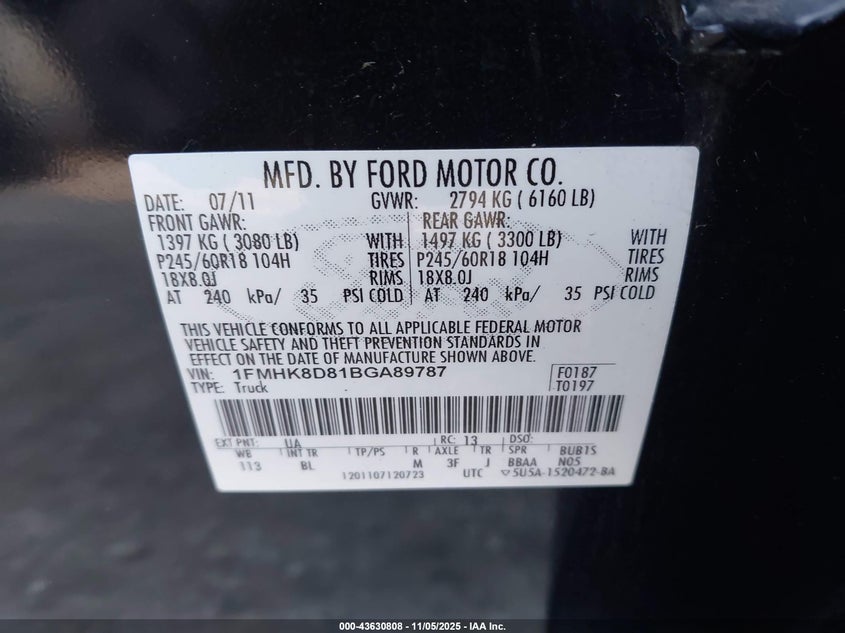 MFD. BY FORD MOTOR CO.
DATE: 07/11 GVWR: 2794 KG ( 6160 LB)
FRONT GAWR: REAR GAWR:
1397 KG ( 3080 LB) WITH 1497 KG ( 3300 LB) WITH
P245/60R18 104H TIRES P245/60R18 104H TIRES
18X8.0J RIMS 18X8.0J RIMS
AT 240 kPa/ 35 PSI COLD AT 240 kPa/ 35 PSI COLD
THIS VEHICLE CONFORMS TO ALL APPLICABLE FEDERAL MOTOR
VEHICLE SAFETY AND THEFT PREVENTION STANDARDS IN
EFFECT ON THE DATE OF MANUFACTURE SHOWN ABOVE.
VIN: 1FMHK8D81BGA89787 F0187
TYPE: Truck T0197
EXT PNT: UA RC: 13 DSO:
WB INT TR TP/PS R AXLE TR SPR BUB1S
113 BL M 3F J BBAA N05
1201107120723 UTC ▽5U5A-1520472-BA
000-43630808 - 11/05/2025 - IAA Inc.